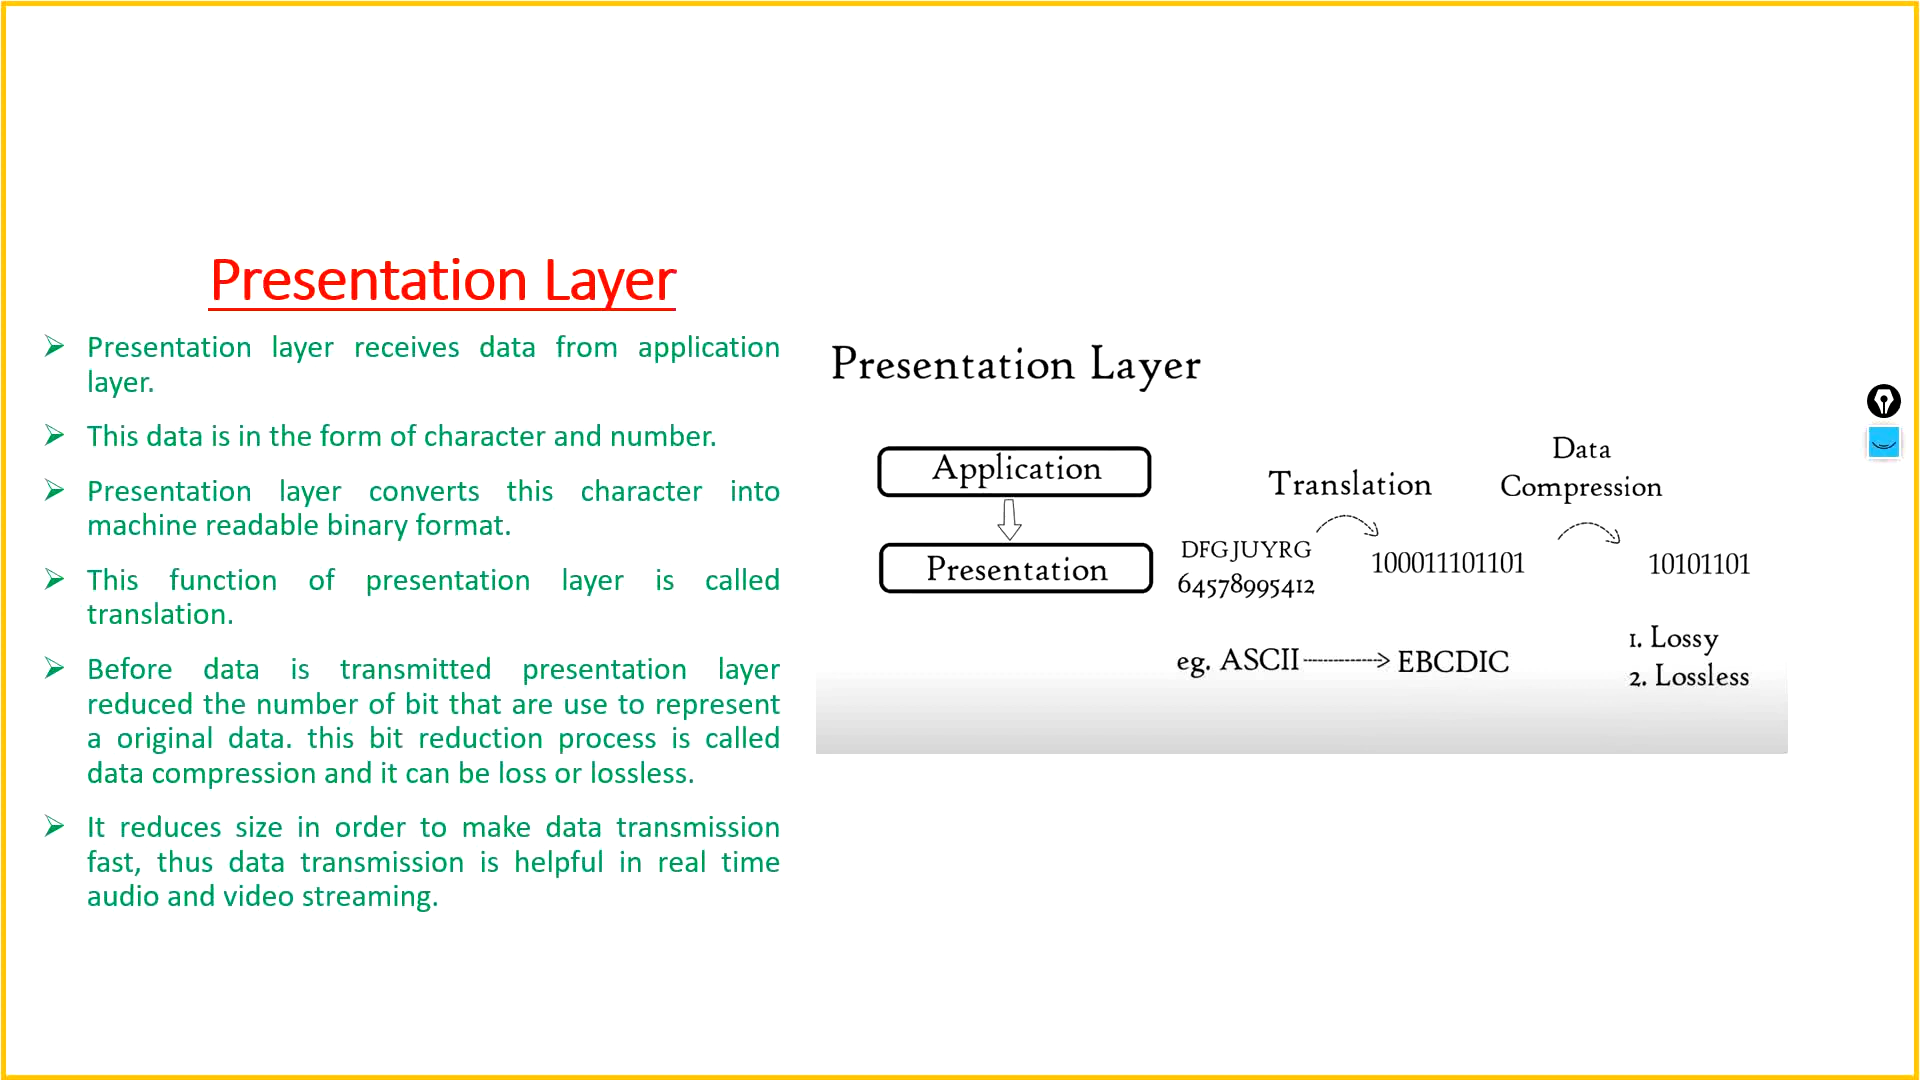 Presentation Layer
Presentation layer receives data from application
layer.
This data is in the form of character and number.
Presentation layer converts this character into
machine readable binary format.
This function of presentation layer is called
translation.
Before data is transmitted presentation layer
reduced the number of bit that are use to represent
a original data. this bit reduction process is called
data compression and it can be loss or lossless.
It reduces size in order to make data transmission
fast, thus data transmission is helpful in real time
audio and video streaming.
Presentation Layer
Application
Presentation
Translation
Data
Compression
DFGJUYRG
64578995412
100011101101
10101101
eg. ASCII
EBCDIC
1. Lossy
2. Lossless